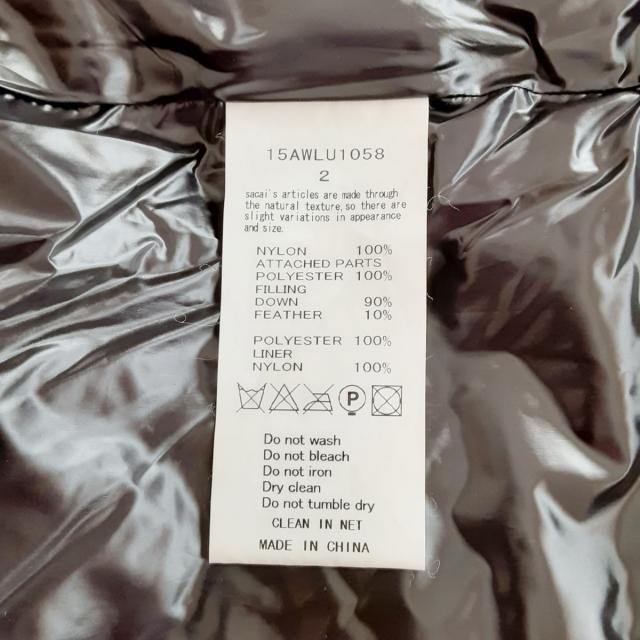 15AWLU1058
2
sacai's articles are made through
the natural texture, so there are
slight variations in appearance
and size.
NYLON 100%
ATTACHED PARTS
POLYESTER 100%
FILLING
DOWN 90%
FEATHER 10%
POLYESTER 100%
LINER
NYLON 100%
P
Do not wash
Do not bleach
Do not iron
Dry clean
Do not tumble dry
CLEAN IN NET
MADE IN CHINA